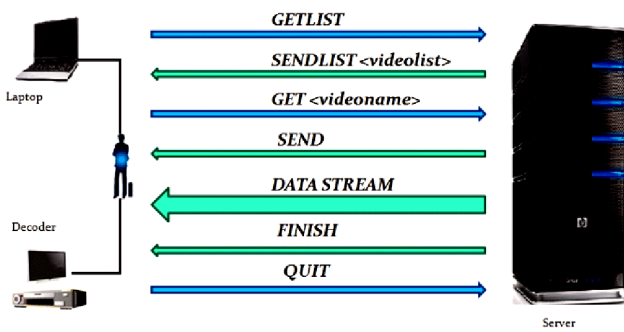 GETLIST
SENDLIST <videolist>
Laptop
GET <videoname>
SEND
DATA STREAM
Decoder
FINISH
QUIT
Server